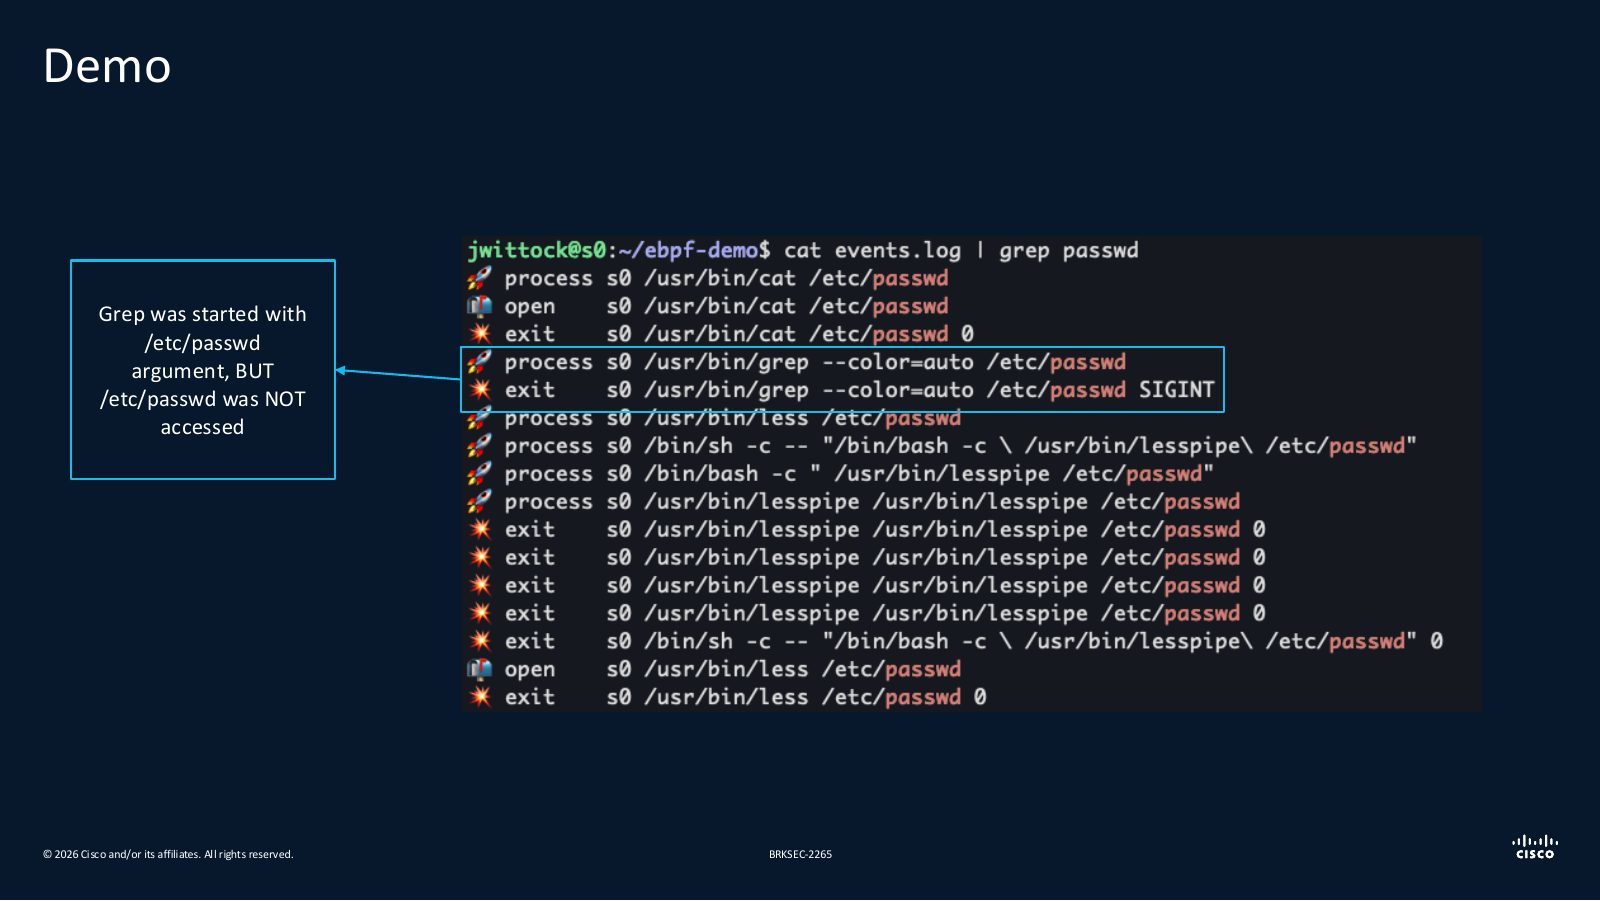 Demo
Grep was started with
/etc/passwd
argument, BUT
/etc/passwd was NOT
accessed
jwittock@s0:~/ebpf-demo$ cat events.log | grep passwd
🚀 process s0 /usr/bin/cat /etc/passwd
📬 open    s0 /usr/bin/cat /etc/passwd
💥 exit    s0 /usr/bin/cat /etc/passwd 0
🚀 process s0 /usr/bin/grep --color=auto /etc/passwd
💥 exit    s0 /usr/bin/grep --color=auto /etc/passwd SIGINT
🚀 process s0 /usr/bin/less /etc/passwd
🚀 process s0 /bin/sh -c -- "/bin/bash -c \ /usr/bin/lesspipe\ /etc/passwd"
🚀 process s0 /bin/bash -c " /usr/bin/lesspipe /etc/passwd"
🚀 process s0 /usr/bin/lesspipe /usr/bin/lesspipe /etc/passwd
💥 exit    s0 /usr/bin/lesspipe /usr/bin/lesspipe /etc/passwd 0
💥 exit    s0 /usr/bin/lesspipe /usr/bin/lesspipe /etc/passwd 0
💥 exit    s0 /usr/bin/lesspipe /usr/bin/lesspipe /etc/passwd 0
💥 exit    s0 /usr/bin/lesspipe /usr/bin/lesspipe /etc/passwd 0
💥 exit    s0 /bin/sh -c -- "/bin/bash -c \ /usr/bin/lesspipe\ /etc/passwd" 0
📬 open    s0 /usr/bin/less /etc/passwd
💥 exit    s0 /usr/bin/less /etc/passwd 0
© 2026 Cisco and/or its affiliates. All rights reserved.
BRKSEC-2265
CISCO